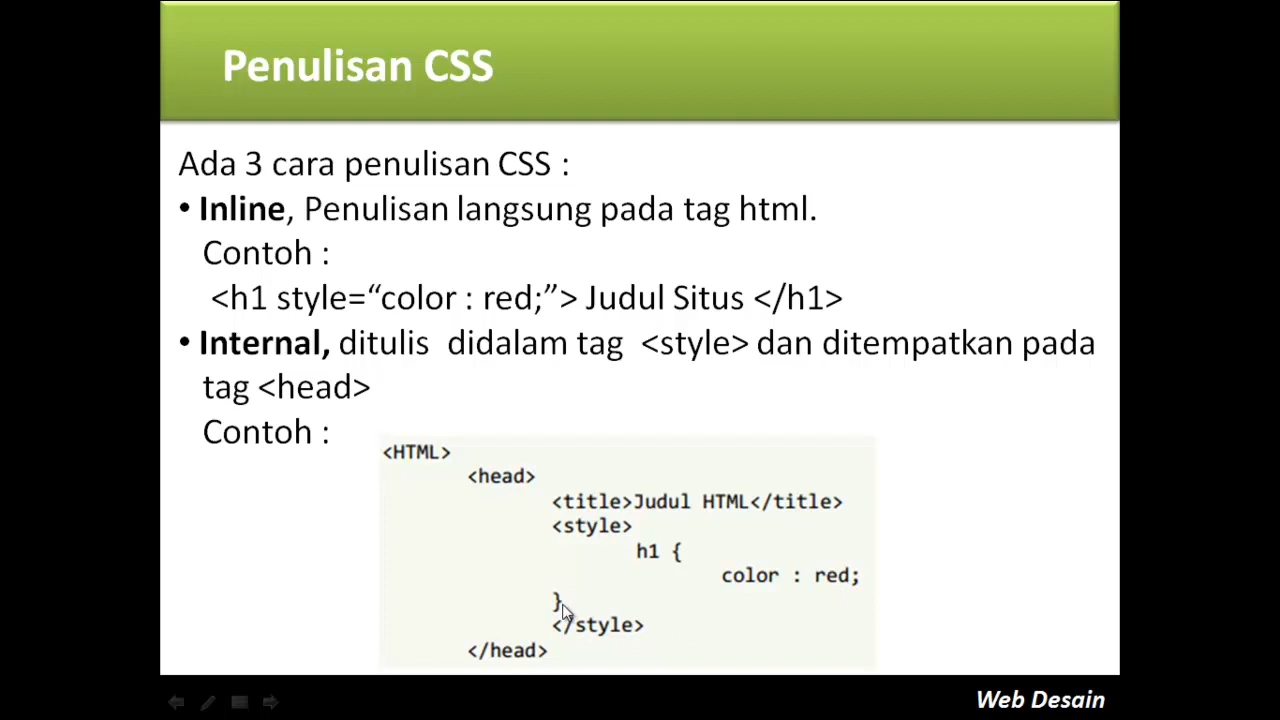 Penulisan CSS
Ada 3 cara penulisan CSS :
• Inline, Penulisan langsung pada tag html.
Contoh :
<h1 style=“color : red;”> Judul Situs </h1>
• Internal, ditulis didalam tag <style> dan ditempatkan pada
tag <head>
Contoh :
<HTML>
<head>
<title>Judul HTML</title>
<style>
h1 {
color : red;
}
</style>
</head>
Web Desain